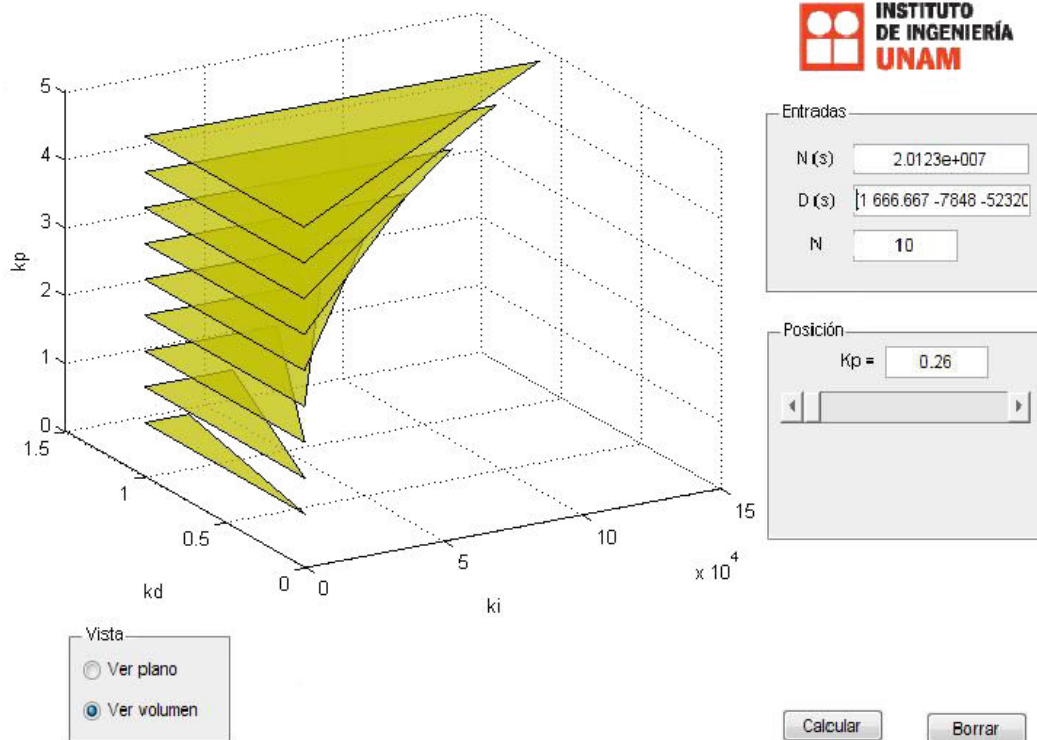 INSTITUTO
DE INGENIERÍA
UNAM
5
4
3
2
1
0
kp
1.5
1
0.5
0
kd
0
5
10
15
x 10^4
ki
Entradas
N (s) 2.0123e+007
D (s) [1 666.667 -7848 -52320
N 10
Posición
Kp = 0.26
Vista
Ver plano
Ver volumen
Calcular
Borrar